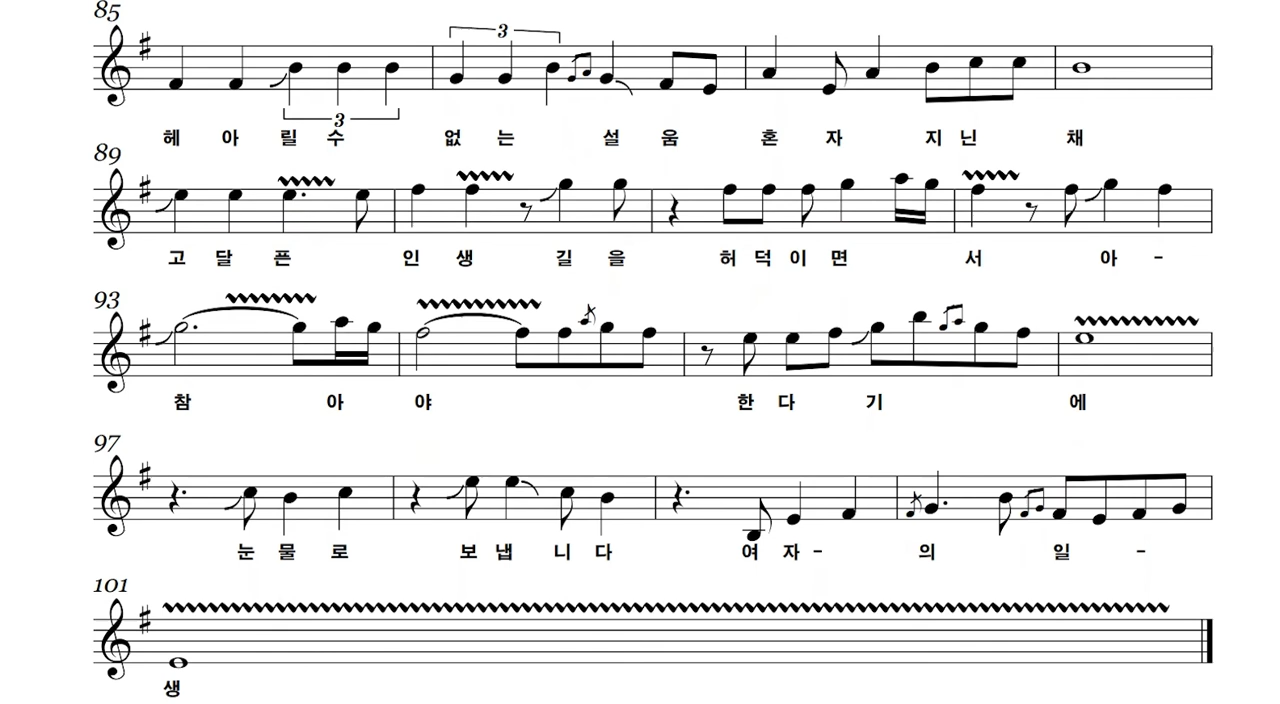 85
3
3
헤 아 릴 수 없 는 설 움 혼 자 지 닌 채
89
고 달 픈 인 생 길 을 허 덕 이 면 서 아 -
93
참 아 야 한 다 기 에
97
눈 물 로 보 냅 니 다 여 자 - 의 일 -
101
생